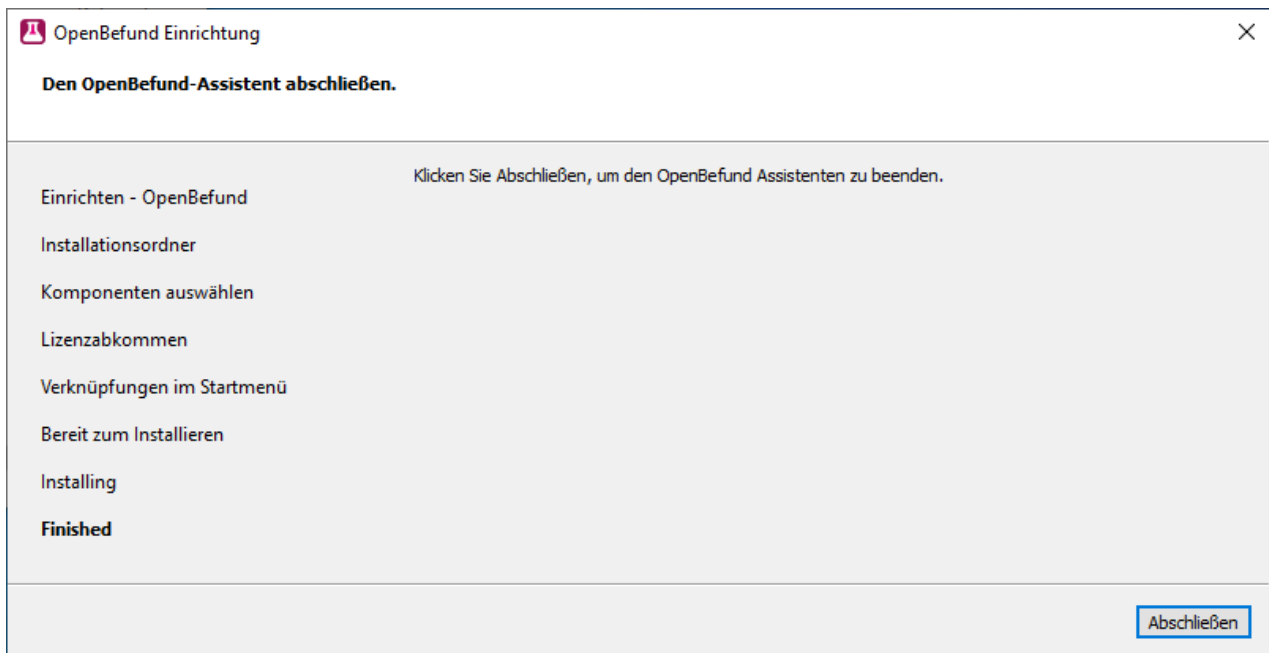 OpenBefund Einrichtung
Den OpenBefund-Assistent abschließen.
Klicken Sie Abschließen, um den OpenBefund Assistenten zu beenden.
Einrichten - OpenBefund
Installationsordner
Komponenten auswählen
Lizenzabkommen
Verknüpfungen im Startmenü
Bereit zum Installieren
Installing
Finished
Abschließen